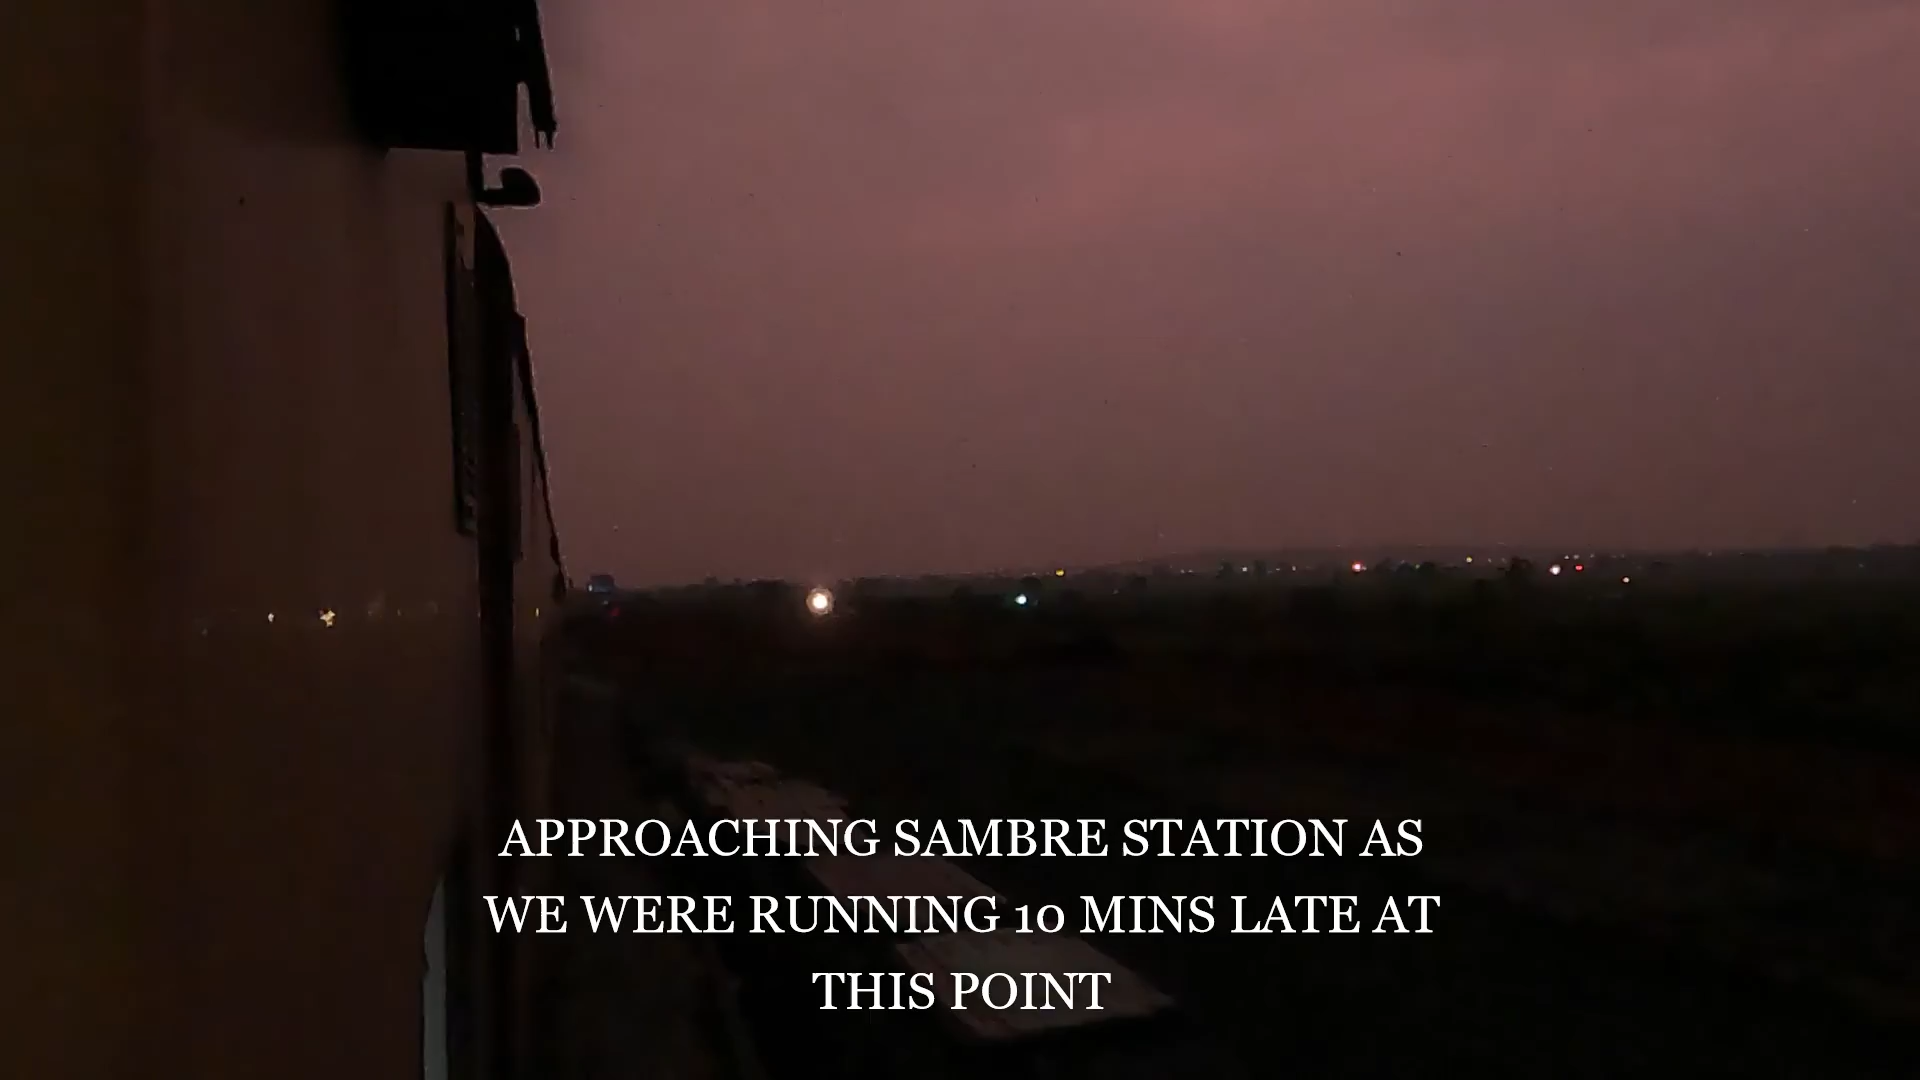 APPROACHING SAMBRE STATION AS
WE WERE RUNNING 10 MINS LATE AT
THIS POINT